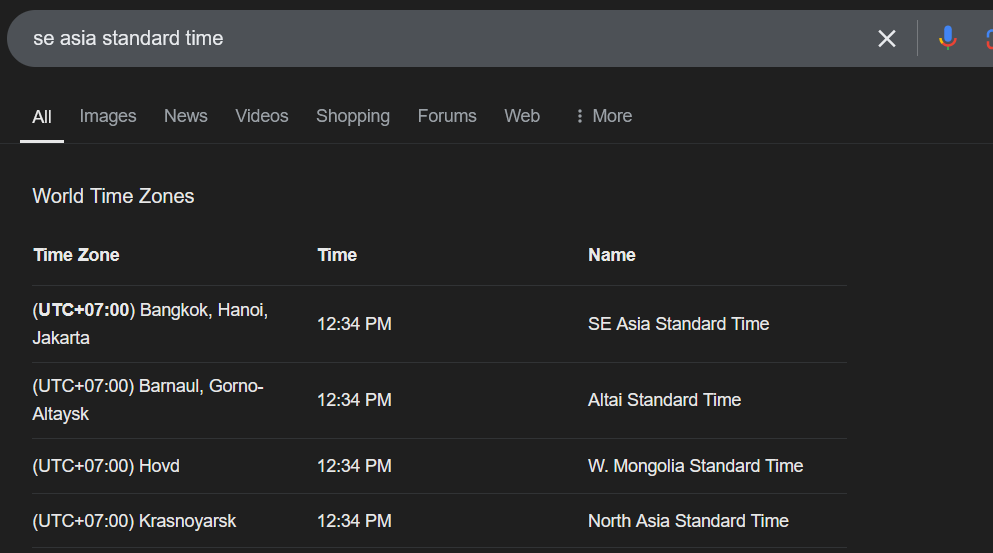 se asia standard time
All Images News Videos Shopping Forums Web More
World Time Zones
Time Zone Time Name
(UTC+07:00) Bangkok, Hanoi,
Jakarta
12:34 PM SE Asia Standard Time
(UTC+07:00) Barnaul, Gorno-
Altaysk
12:34 PM Altai Standard Time
(UTC+07:00) Hovd 12:34 PM W. Mongolia Standard Time
(UTC+07:00) Krasnoyarsk 12:34 PM North Asia Standard Time